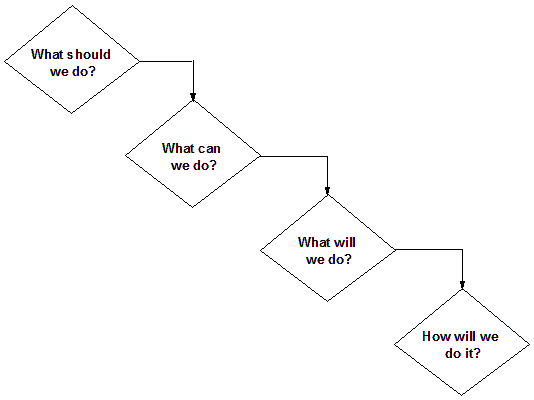 What should
we do?
What can
we do?
What will
we do?
How will we
do it?